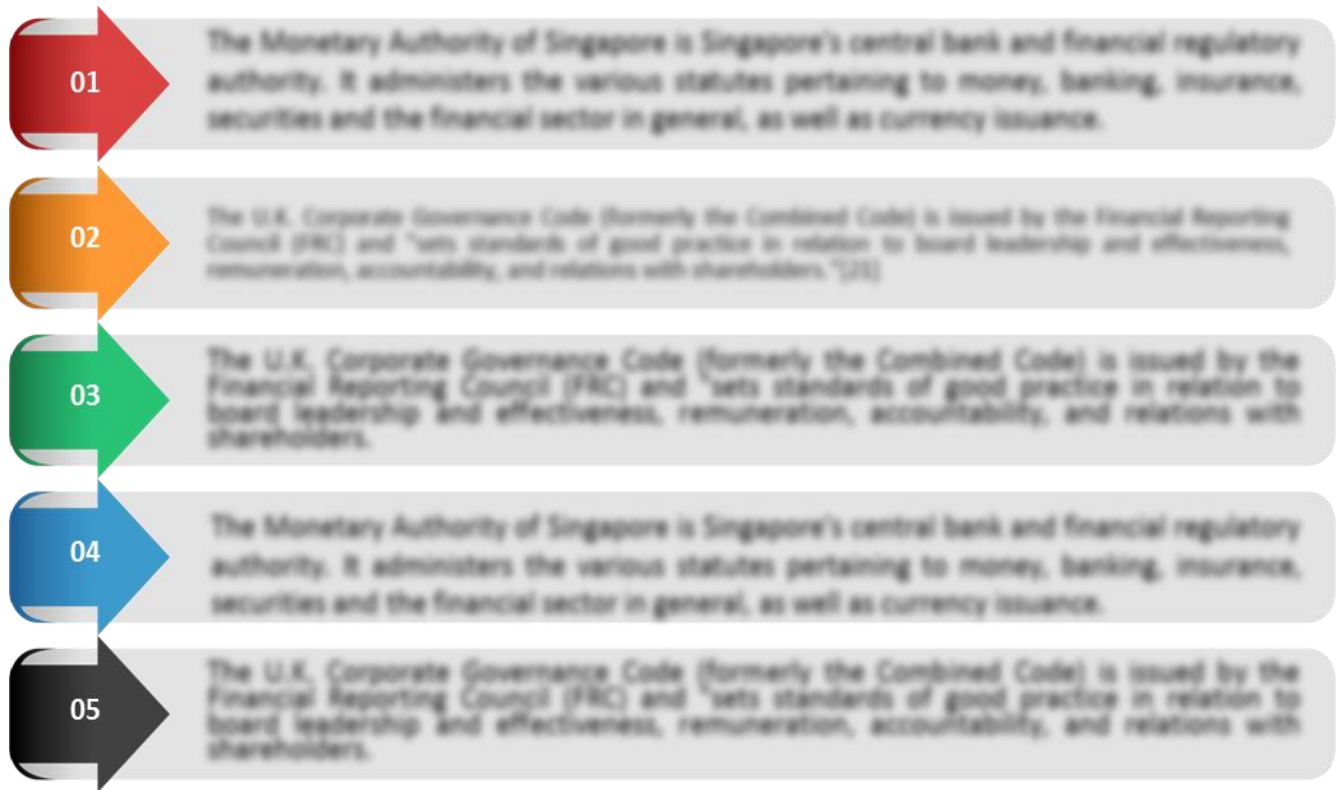 01
The Monetary Authority of Singapore is Singapore's central bank and financial regulatory
authority. It administers the various statutes pertaining to money, banking, insurance,
securities and the financial sector in general, as well as currency issuance.
02
The U.K. Corporate Governance Code (formerly the Combined Code) is issued by the Financial Reporting
Council (FRC) and "sets standards of good practice in relation to board leadership and effectiveness,
remuneration, accountability, and relations with shareholders."[21]
03
The U.K. Corporate Governance Code (formerly the Combined Code) is issued by the
Financial Reporting Council (FRC) and "sets standards of good practice in relation to
board leadership and effectiveness, remuneration, accountability, and relations with
shareholders.
04
The Monetary Authority of Singapore is Singapore's central bank and financial regulatory
authority. It administers the various statutes pertaining to money, banking, insurance,
securities and the financial sector in general, as well as currency issuance.
05
The U.K. Corporate Governance Code (formerly the Combined Code) is issued by the
Financial Reporting Council (FRC) and "sets standards of good practice in relation to
board leadership and effectiveness, remuneration, accountability, and relations with
shareholders.